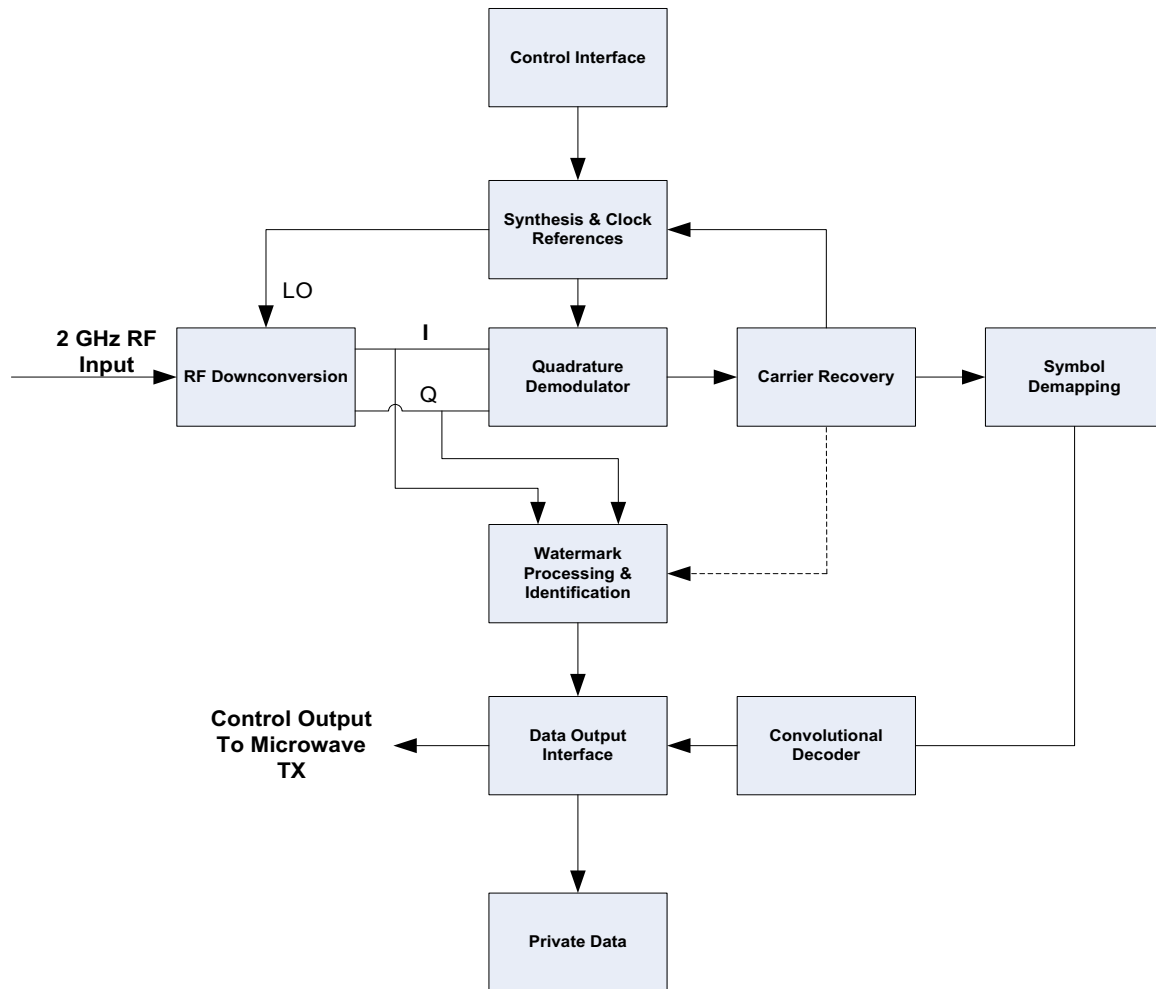 Control Interface
Synthesis & Clock
References
LO
2 GHz RF
Input
RF Downconversion
I
Q
Quadrature
Demodulator
Carrier Recovery
Symbol
Demapping
Watermark
Processing &
Identification
Control Output
To Microwave
TX
Data Output
Interface
Convolutional
Decoder
Private Data